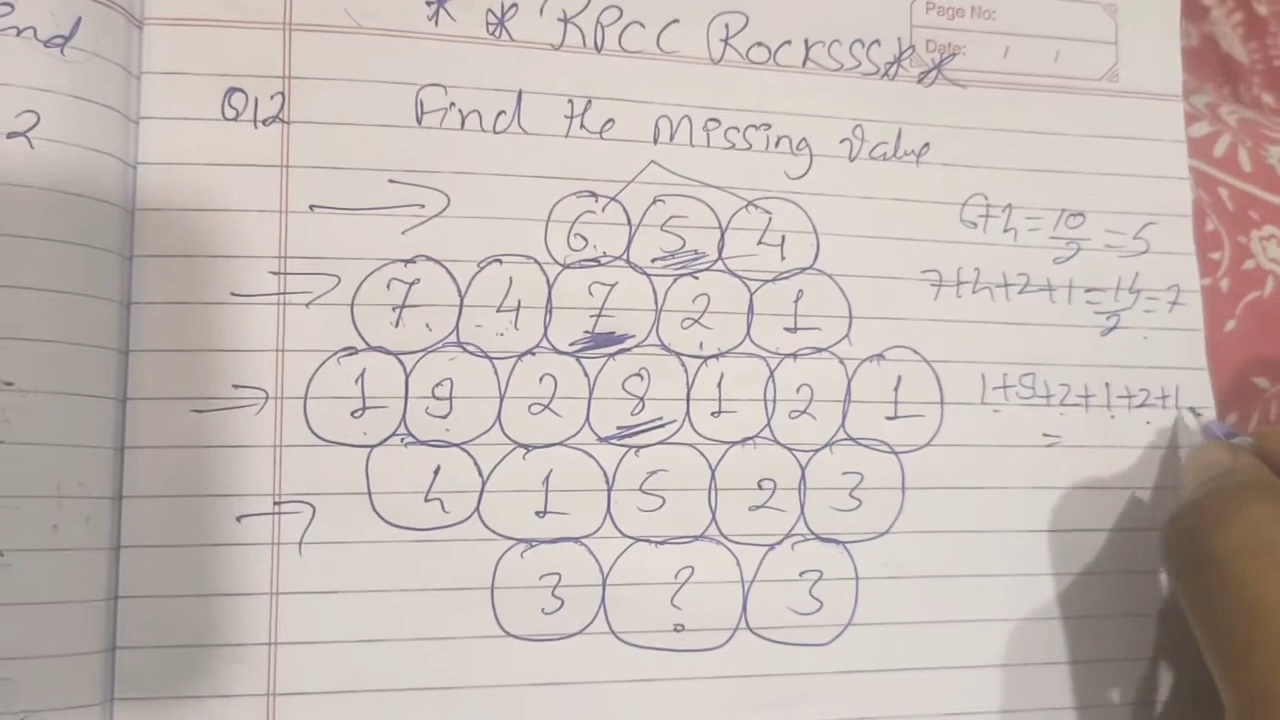 * * KPCC ROCKSSS**
Page No:
Date: / /
end
2
Q12 Find the Missing value
6 5 4
6+4=10/2=5
7 4 7 2 1
7+4+2+1=14/2=7
1 9 2 8 1 2 1
1+9+2+1+2+1
=
4 1 5 2 3
3 ? 3